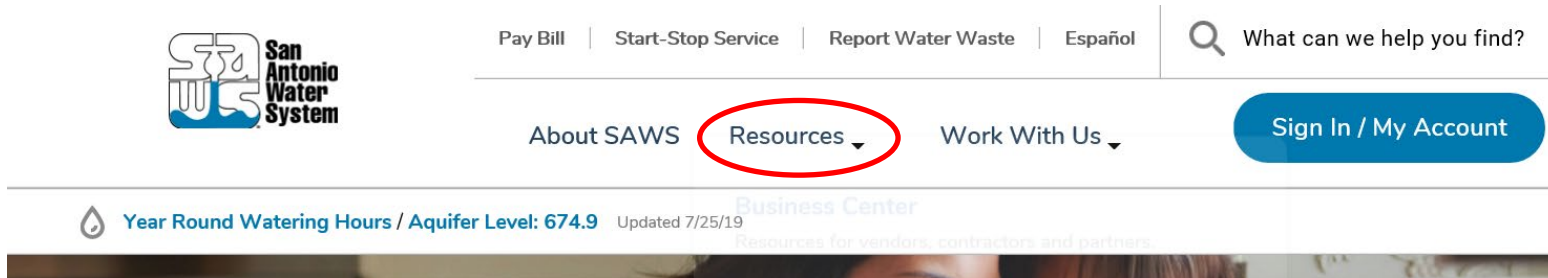 San
Antonio
Water
System
Pay Bill | Start-Stop Service | Report Water Waste | Español
What can we help you find?
About SAWS
Resources
Work With Us
Sign In / My Account
Year Round Watering Hours / Aquifer Level: 674.9 Updated 7/25/19
Business Center
Resources for vendors, contractors and partners.